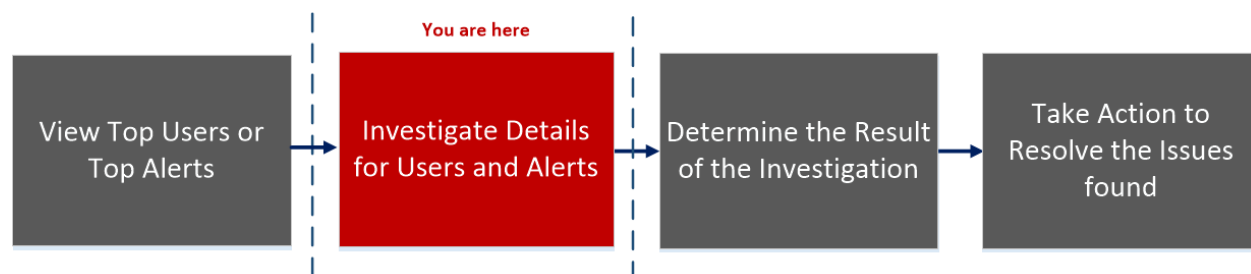 You are here
View Top Users or
Top Alerts
Investigate Details
for Users and Alerts
Determine the Result
of the Investigation
Take Action to
Resolve the Issues
found